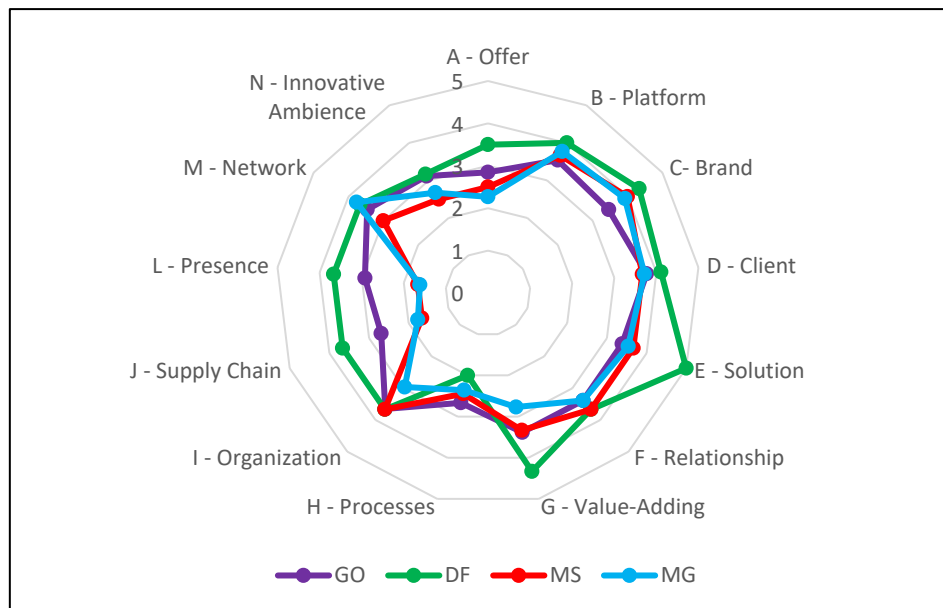 A - Offer
B - Platform
C- Brand
D - Client
E - Solution
F - Relationship
G - Value-Adding
H - Processes
I - Organization
J - Supply Chain
L - Presence
M - Network
N - Innovative
Ambience
5
4
3
2
1
0
GO DF MS MG